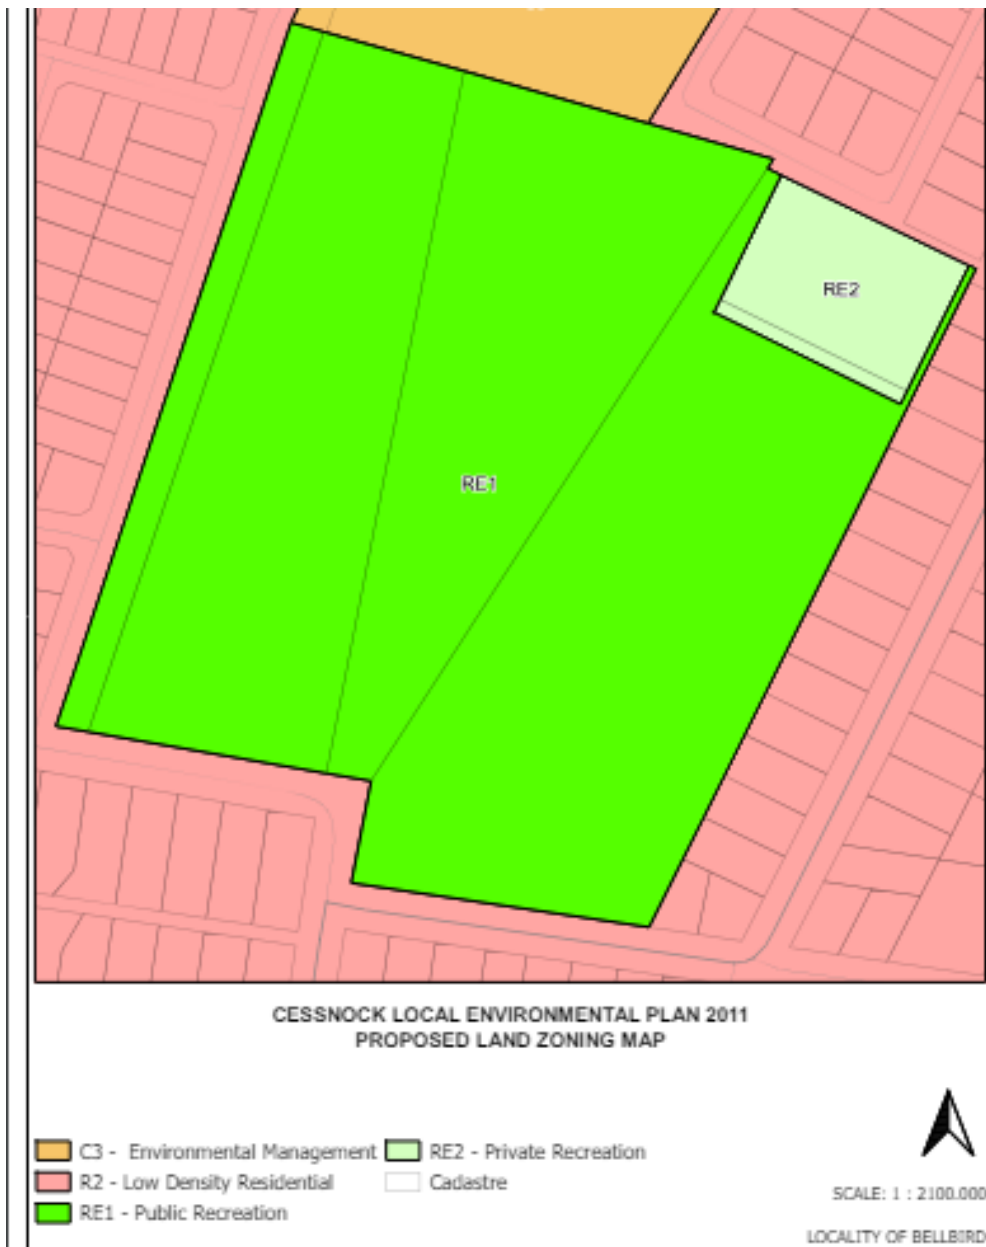 RE2
RE1
CESSNOCK LOCAL ENVIRONMENTAL PLAN 2011
PROPOSED LAND ZONING MAP
C3 - Environmental Management
RE2 - Private Recreation
R2 - Low Density Residential
Cadastre
RE1 - Public Recreation
SCALE: 1 : 2100.000
LOCALITY OF BELLBIRD